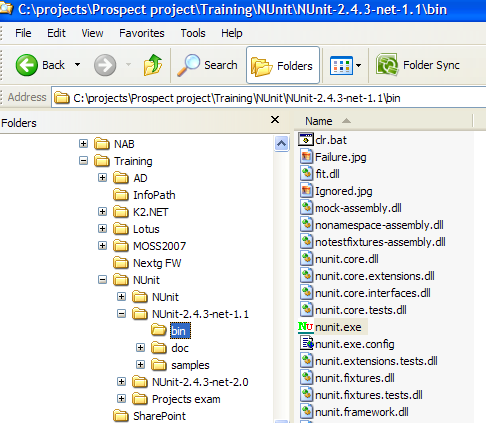 C:\projects\Prospect project\Training\NUnit\NUnit-2.4.3-net-1.1\bin
File Edit View Favorites Tools Help
Back Search Folders Folder Sync
Address C:\projects\Prospect project\Training\NUnit\NUnit-2.4.3-net-1.1\bin
Folders
NAB
Training
AD
InfoPath
K2.NET
Lotus
MOSS2007
Nextg FW
NUnit
NUnit
NUnit-2.4.3-net-1.1
bin
doc
samples
NUnit-2.4.3-net-2.0
Projects exam
SharePoint
Name
clr.bat
Failure.jpg
fit.dll
Ignored.jpg
mock-assembly.dll
nonamespace-assembly.dll
notestfixtures-assembly.dll
nunit.core.dll
nunit.core.extensions.dll
nunit.core.interfaces.dll
nunit.core.tests.dll
nunit.exe
nunit.exe.config
nunit.extensions.tests.dll
nunit.fixtures.dll
nunit.fixtures.tests.dll
nunit.framework.dll